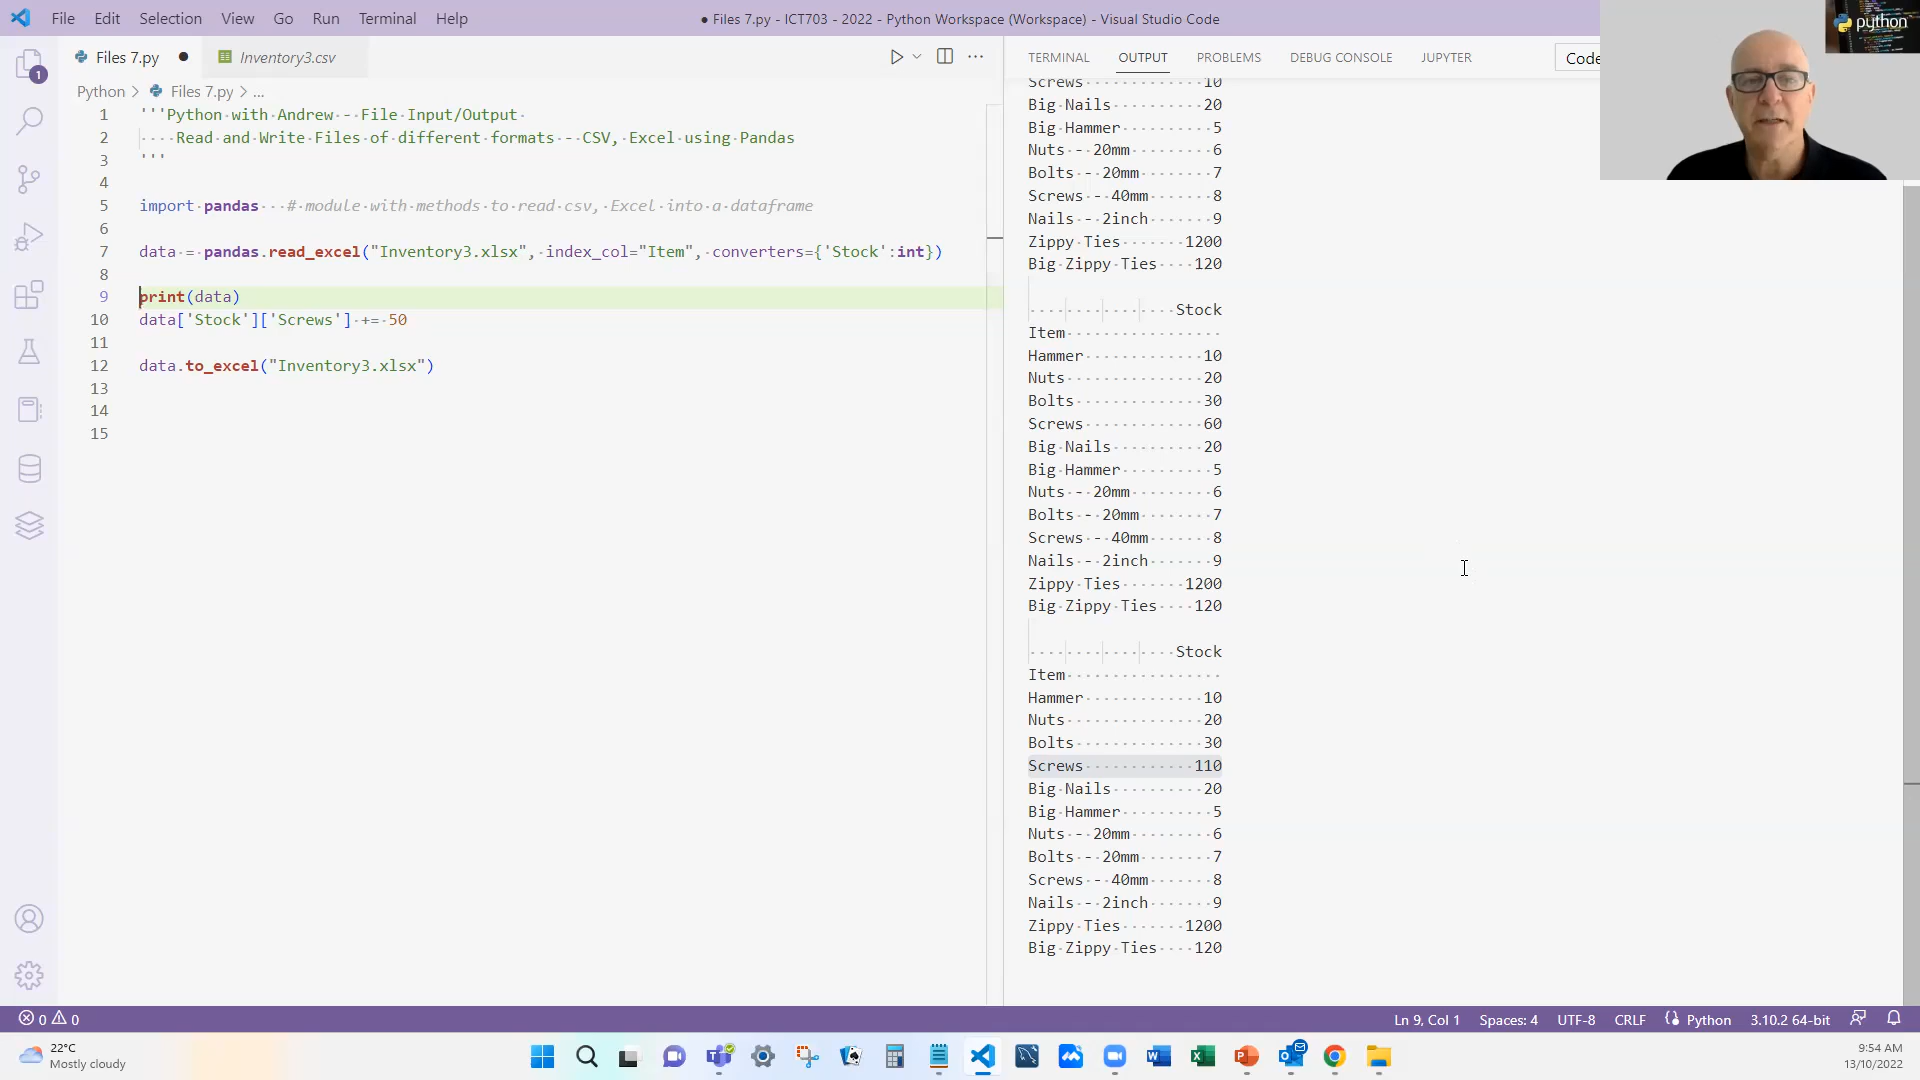 File Edit Selection View Go Run Terminal Help
● Files 7.py - ICT703 - 2022 - Python Workspace (Workspace) - Visual Studio Code
python
Files 7.py ● Inventory3.csv
TERMINAL OUTPUT PROBLEMS DEBUG CONSOLE JUPYTER Code
1
Python > Files 7.py > ...
1 '''Python with Andrew - File Input/Output
2 Read and Write Files of different formats - CSV, Excel using Pandas
3 '''
4
5 import pandas # module with methods to read csv, Excel into a dataframe
6
7 data = pandas.read_excel("Inventory3.xlsx", index_col="Item", converters={'Stock':int})
8
9 print(data)
10 data['Stock']['Screws'] += 50
11
12 data.to_excel("Inventory3.xlsx")
13
14
15
Screws 10
Big Nails 20
Big Hammer 5
Nuts - 20mm 6
Bolts - 20mm 7
Screws - 40mm 8
Nails - 2inch 9
Zippy Ties 1200
Big Zippy Ties 120
Stock
Item
Hammer 10
Nuts 20
Bolts 30
Screws 60
Big Nails 20
Big Hammer 5
Nuts - 20mm 6
Bolts - 20mm 7
Screws - 40mm 8
Nails - 2inch 9
Zippy Ties 1200
Big Zippy Ties 120
Stock
Item
Hammer 10
Nuts 20
Bolts 30
Screws 110
Big Nails 20
Big Hammer 5
Nuts - 20mm 6
Bolts - 20mm 7
Screws - 40mm 8
Nails - 2inch 9
Zippy Ties 1200
Big Zippy Ties 120
0 0
Ln 9, Col 1 Spaces: 4 UTF-8 CRLF Python 3.10.2 64-bit
22°C
Mostly cloudy
9:54 AM
13/10/2022